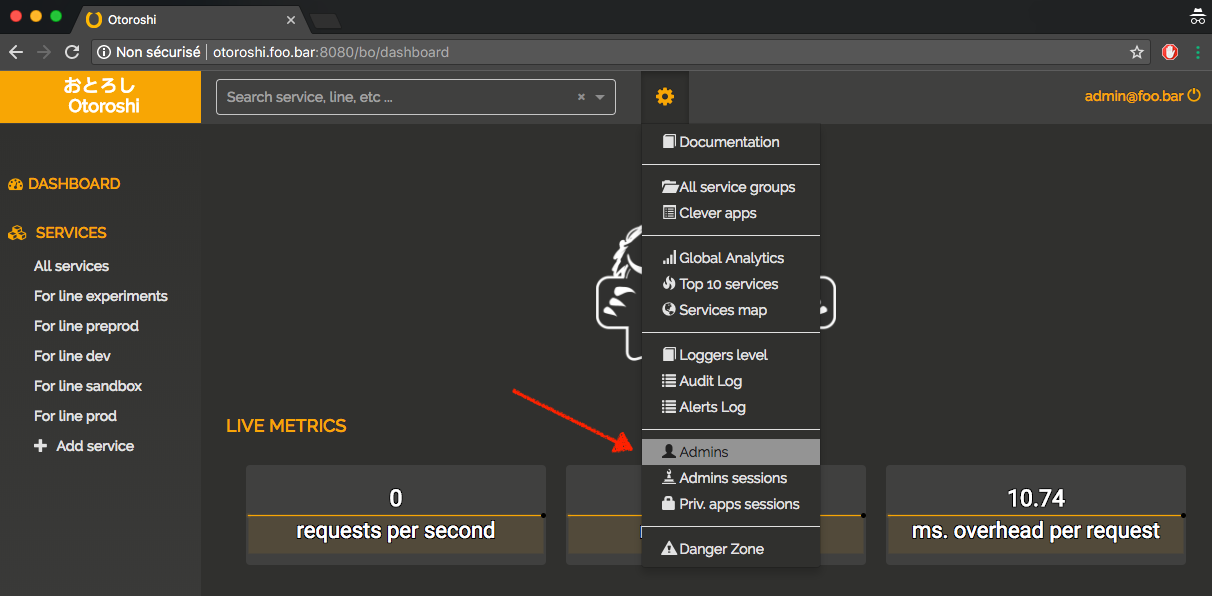 Otoroshi
Non sécurisé
otoroshi.foo.bar:8080/bo/dashboard
おとろし
Otoroshi
Search service, line, etc ...
admin@foo.bar
DASHBOARD
SERVICES
All services
For line experiments
For line preprod
For line dev
For line sandbox
For line prod
Add service
Documentation
All service groups
Clever apps
Global Analytics
Top 10 services
Services map
Loggers level
Audit Log
Alerts Log
Admins
Admins sessions
Priv. apps sessions
Danger Zone
LIVE METRICS
0
requests per second
10.74
ms. overhead per request